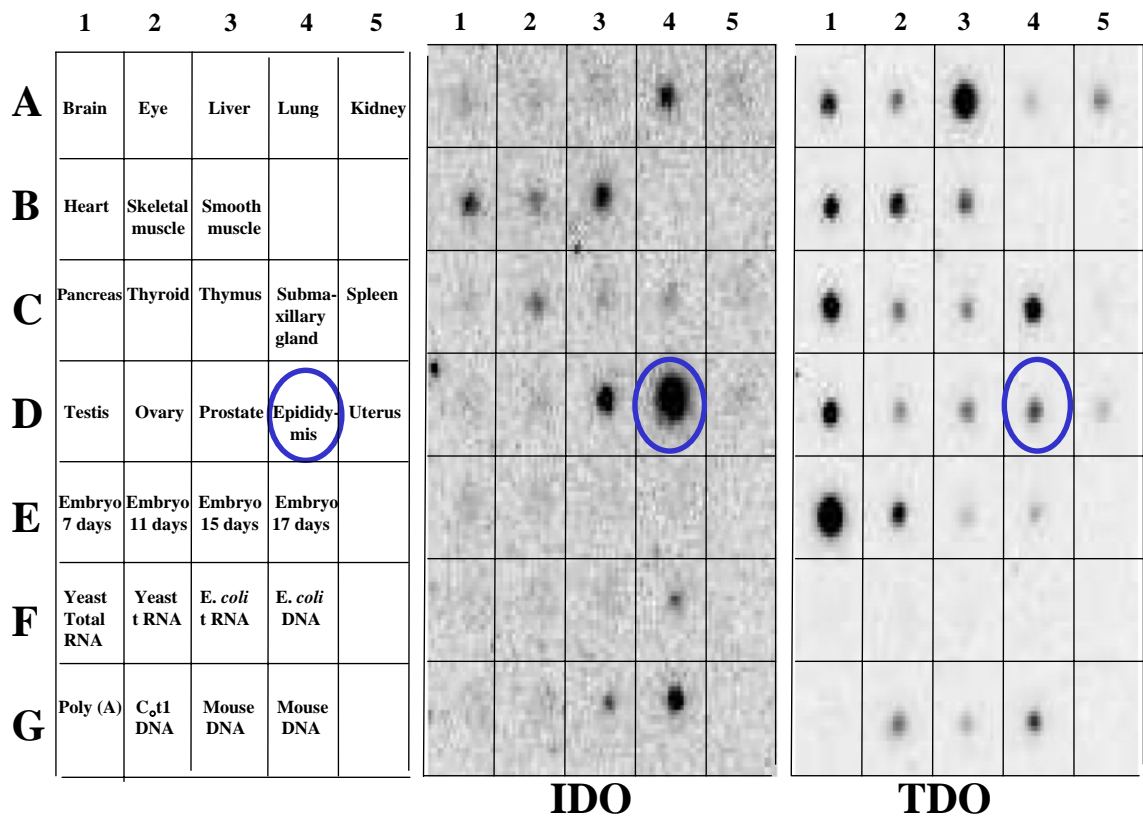 1 2 3 4 5 1 2 3 4 5 1 2 3 4 5
A Brain Eye Liver Lung Kidney
B Heart Skeletal Smooth
muscle muscle
C Pancreas Thyroid Thymus Subma- Spleen
xillary
gland
D Testis Ovary Prostate Epididy- Uterus
mis
E Embryo Embryo Embryo Embryo
7 days 11 days 15 days 17 days
F Yeast Yeast E. coli E. coli
Total t RNA t RNA DNA
RNA
G Poly (A) Cot1 Mouse Mouse
DNA DNA DNA
IDO TDO